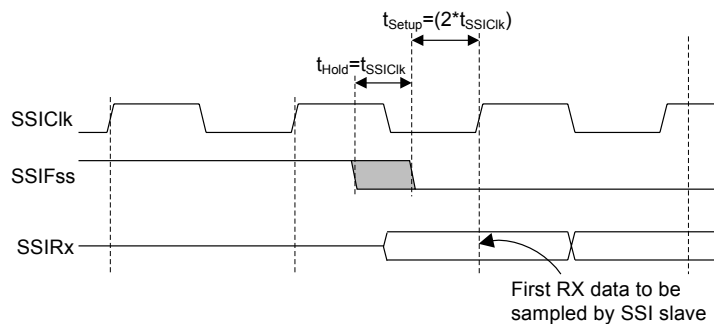 tSetup=(2*tSSIClk)
tHold=tSSIClk
SSIClk
SSIFss
SSIRx
First RX data to be
sampled by SSI slave